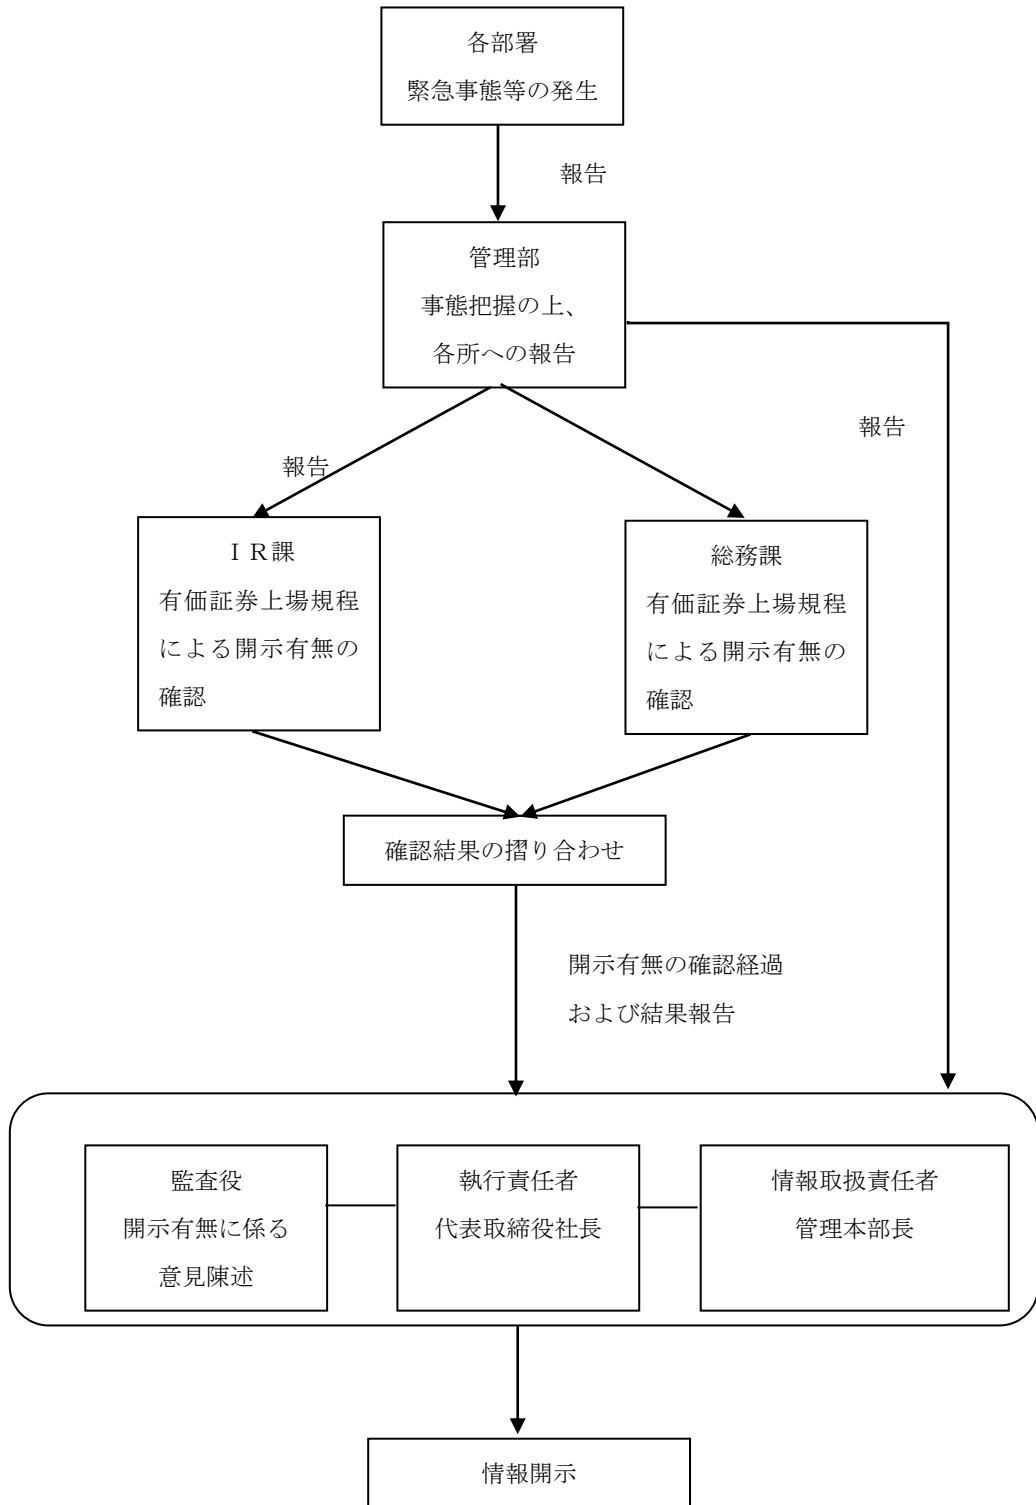 各部署
緊急事態等の発生
報告
管理部
事態把握の上、
各所への報告
報告
報告
ＩＲ課
有価証券上場規程
による開示有無の
確認
総務課
有価証券上場規程
による開示有無の
確認
確認結果の摺り合わせ
開示有無の確認経過
および結果報告
監査役
開示有無に係る
意見陳述
執行責任者
代表取締役社長
情報取扱責任者
管理本部長
情報開示